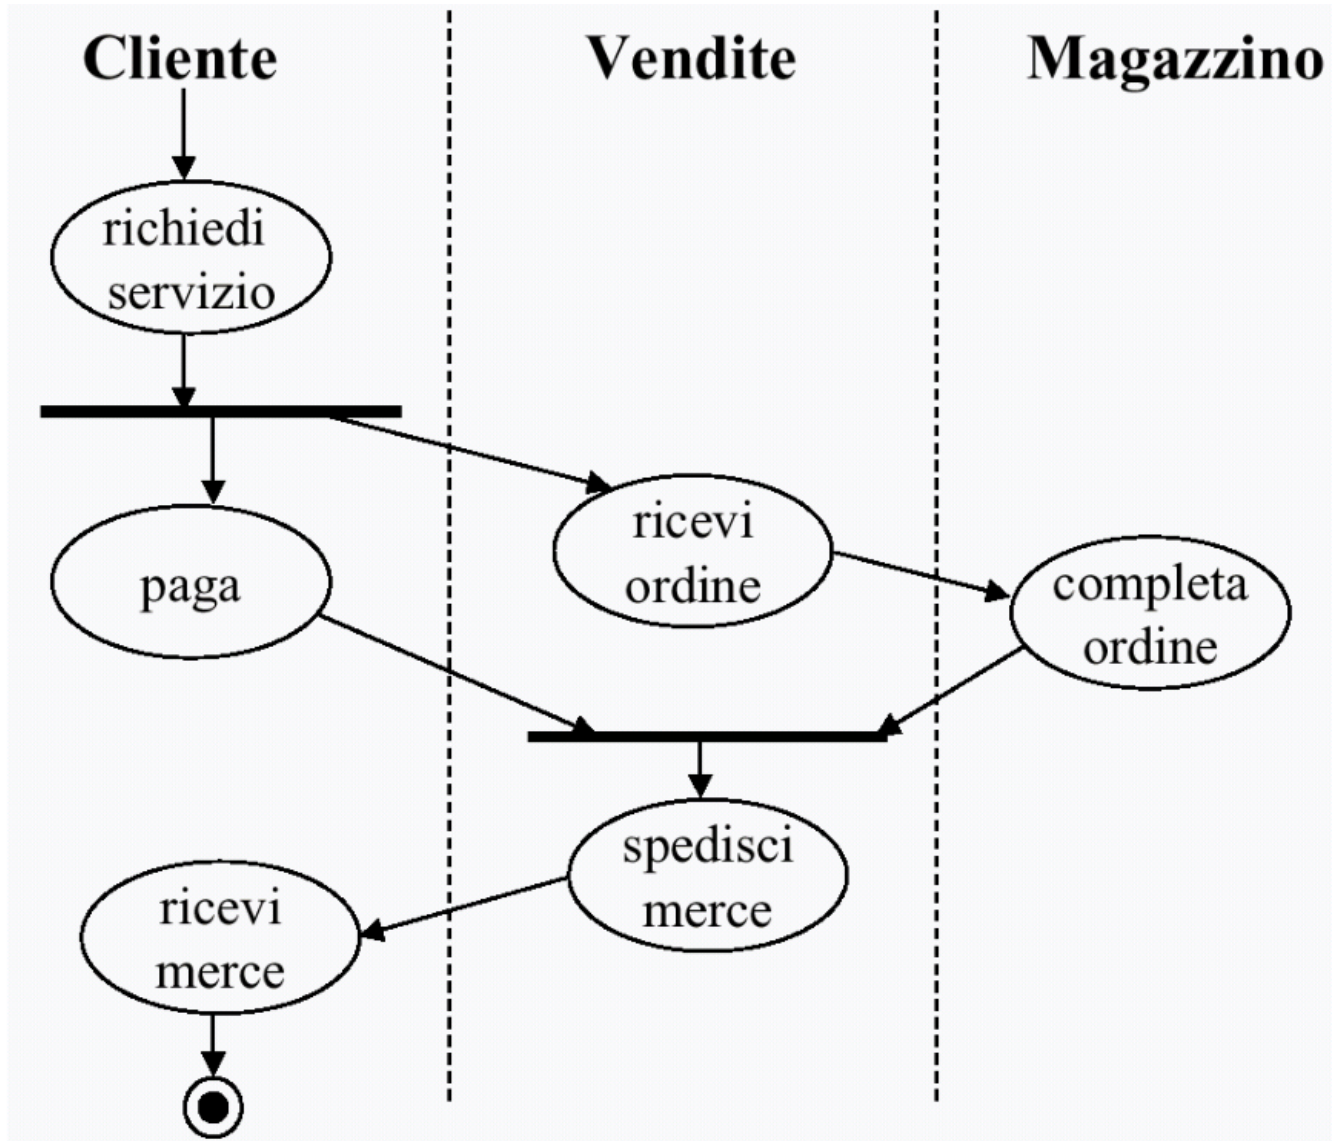 Cliente
Vendite
Magazzino
richiedi
servizio
paga
ricevi
ordine
completa
ordine
spedisci
merce
ricevi
merce